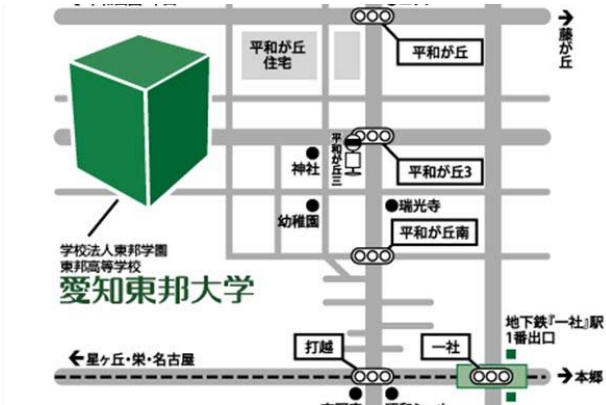 平和が丘
住宅
平和が丘
藤が丘
平和が丘三
平和が丘3
神社
幼稚園
瑞光寺
平和が丘南
学校法人東邦学園
東邦高等学校
愛知東邦大学
地下鉄『一社』駅
1番出口
打越
一社
星ヶ丘・栄・名古屋
本郷